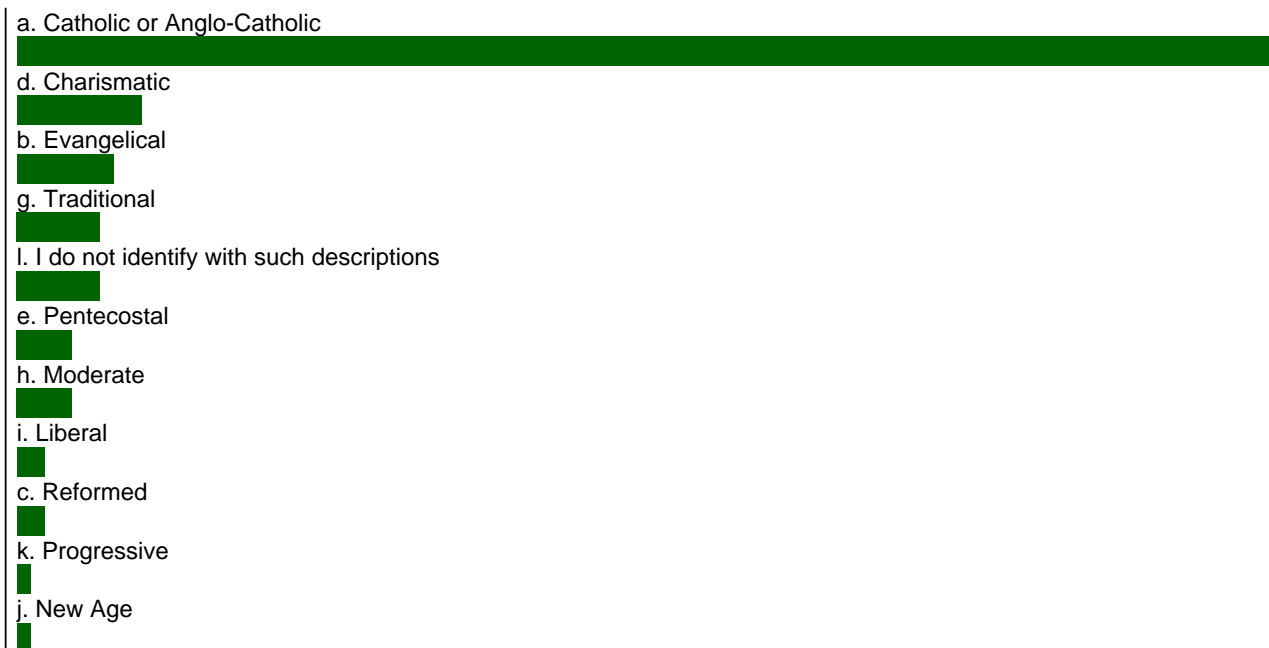 a. Catholic or Anglo-Catholic
d. Charismatic
b. Evangelical
g. Traditional
l. I do not identify with such descriptions
e. Pentecostal
h. Moderate
i. Liberal
c. Reformed
k. Progressive
j. New Age